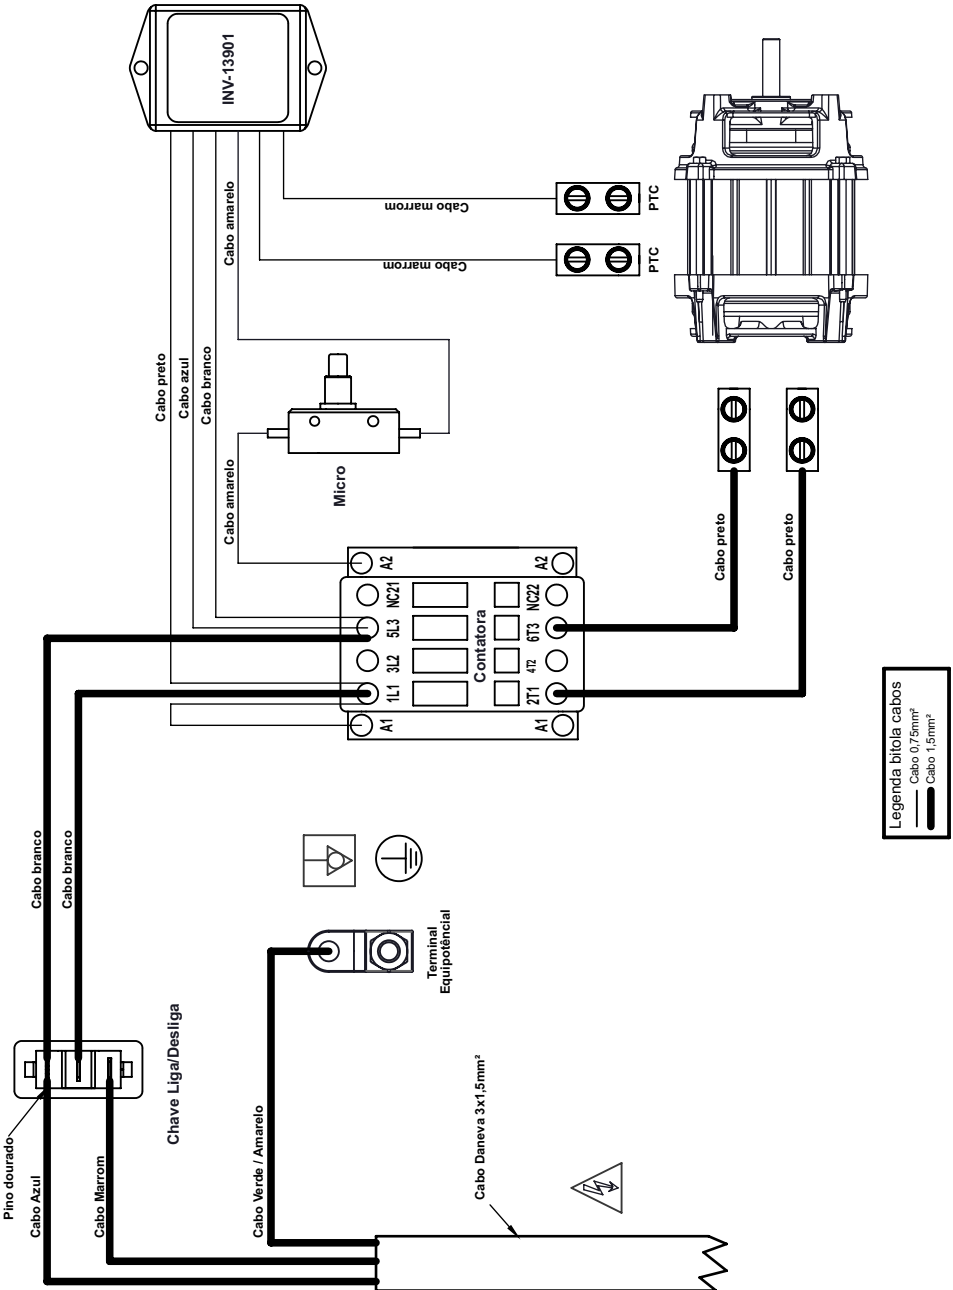 INV-13901
Cabo preto
Cabo azul
Cabo branco
Cabo amarelo
Cabo marrom
Cabo marrom
PTC
PTC
Cabo amarelo
Micro
A2
A2
NC21
NC22
5L3
6T3
3L2
4T2
1L1
2T1
A1
A1
Contatora
Cabo preto
Cabo preto
Cabo branco
Cabo branco
Chave Liga/Desliga
Pino dourado
Cabo Azul
Cabo Marrom
Cabo Verde / Amarelo
Terminal
Equipotêncial
Cabo Daneva 3x1,5mm²
Legenda bitola cabos
Cabo 0,75mm²
Cabo 1,5mm²